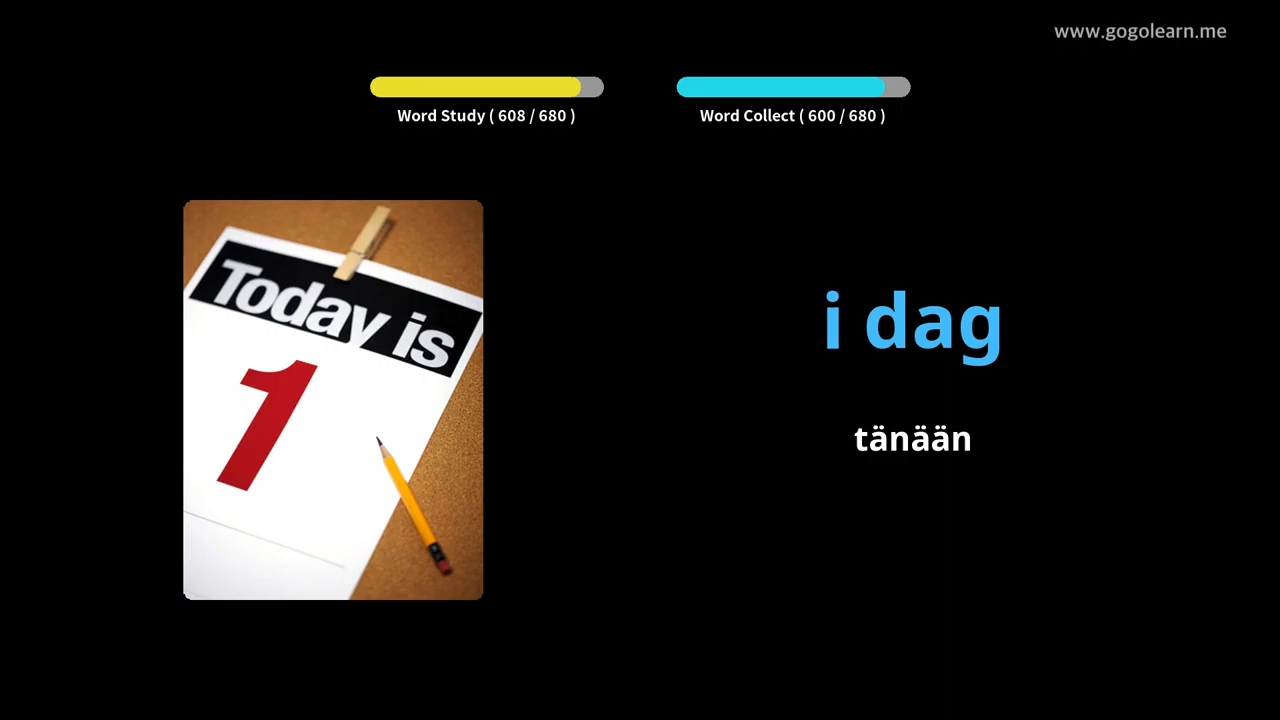 www.gogolearn.me
Word Study ( 608 / 680 )
Word Collect ( 600 / 680 )
Today is
1
i dag
tänään